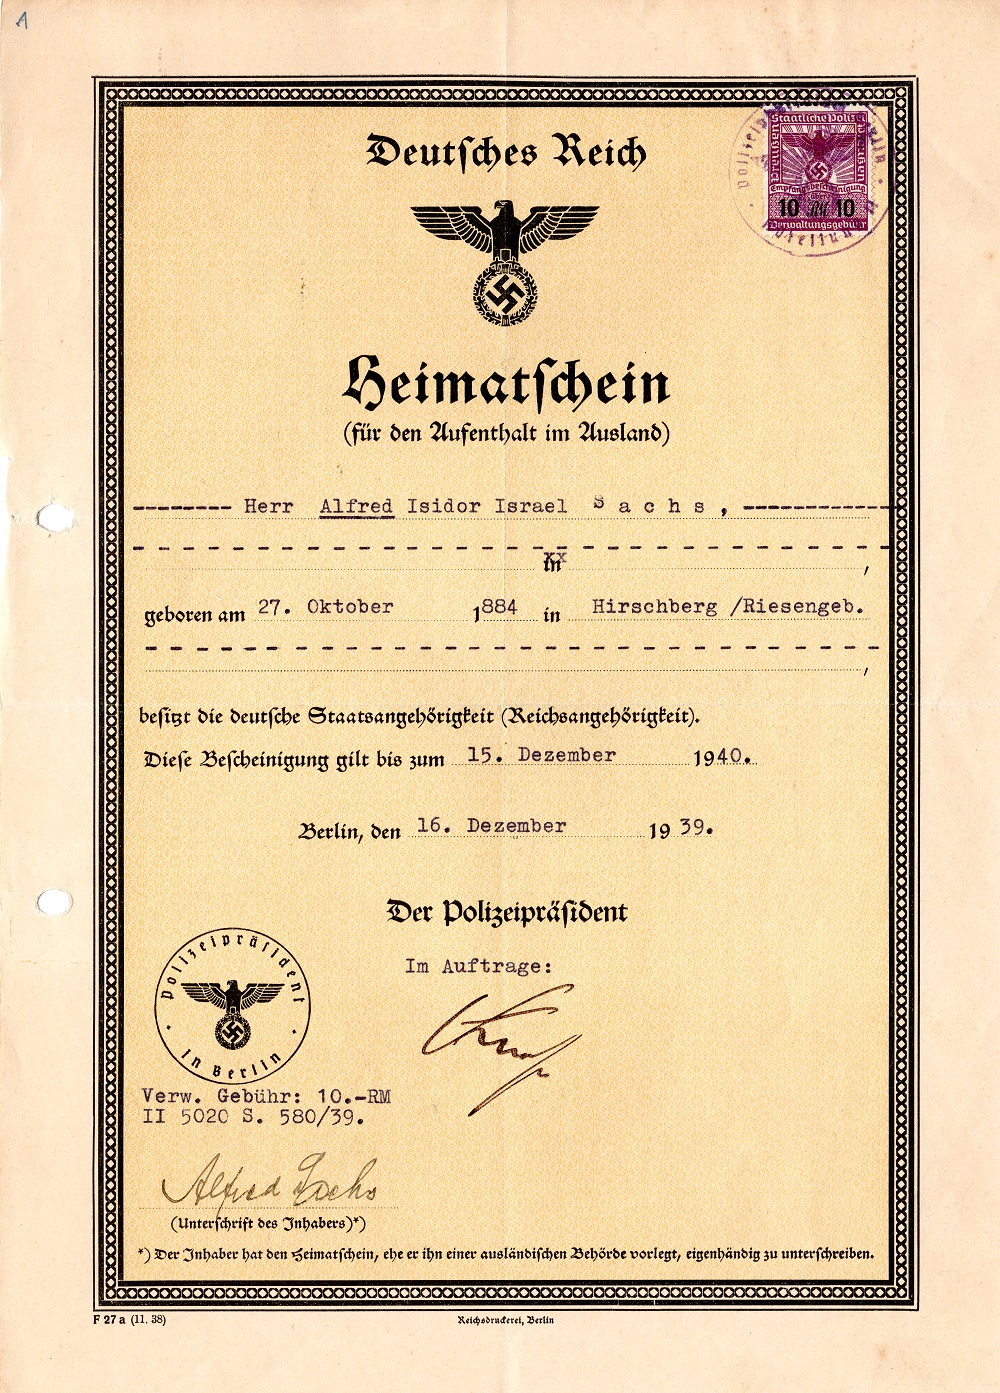 A
Deutsches Reich
Staatliche Polizei
Preußen
Empfangsbescheinigung
10 RM 10
Verwaltungsgebühr
Heimatschein
(für den Aufenthalt im Ausland)
Herr Alfred Isidor Israel Sachs,
in xx ,
geboren am 27. Oktober 1884 in Hirschberg /Riesengeb.
,
besitzt die deutsche Staatsangehörigkeit (Reichsangehörigkeit).
Diese Bescheinigung gilt bis zum 15. Dezember 1940.
Berlin, den 16. Dezember 1939.
Der Polizeipräsident
Im Auftrage:
Polizeipräsident
in Berlin
Verw. Gebühr: 10.-RM
II 5020 S. 580/39.
Alfred Sachs
(Unterschrift des Inhabers)*)
*) Der Inhaber hat den Heimatschein, ehe er ihn einer ausländischen Behörde vorlegt, eigenhändig zu unterschreiben.
F 27 a (11. 38)
Reichsdruckerei, Berlin